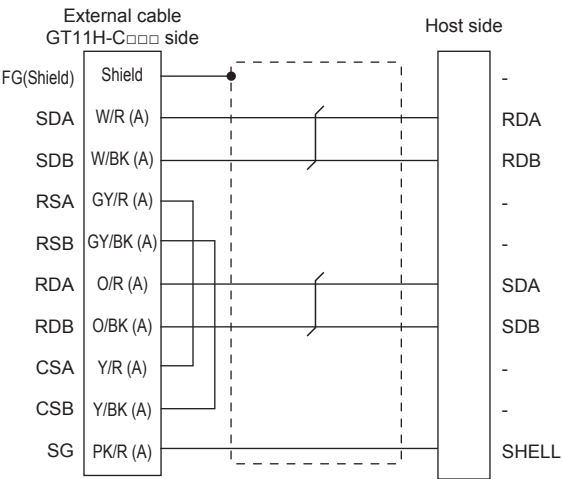 External cable
GT11H-C□□□ side
Host side
FG(Shield) Shield -
SDA W/R (A) RDA
SDB W/BK (A) RDB
RSA GY/R (A) -
RSB GY/BK (A) -
RDA O/R (A) SDA
RDB O/BK (A) SDB
CSA Y/R (A) -
CSB Y/BK (A) -
SG PK/R (A) SHELL